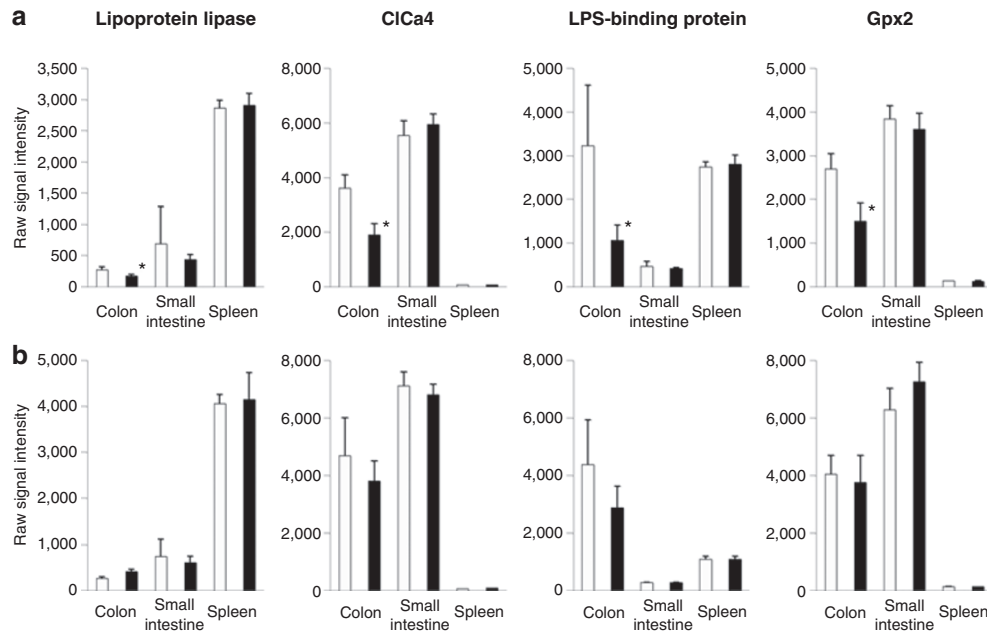 a
Lipoprotein lipase
ClCa4
LPS-binding protein
Gpx2
Raw signal intensity
3,500
3,000
2,500
2,000
1,500
1,000
500
0
*
Colon
Small
intestine
Spleen
8,000
6,000
4,000
2,000
0
*
Colon
Small
intestine
Spleen
5,000
4,000
3,000
2,000
1,000
0
*
Colon
Small
intestine
Spleen
5,000
4,000
3,000
2,000
1,000
0
*
Colon
Small
intestine
Spleen
b
Raw signal intensity
5,000
4,000
3,000
2,000
1,000
0
Colon
Small
intestine
Spleen
8,000
6,000
4,000
2,000
0
Colon
Small
intestine
Spleen
8,000
6,000
4,000
2,000
0
Colon
Small
intestine
Spleen
8,000
6,000
4,000
2,000
0
Colon
Small
intestine
Spleen